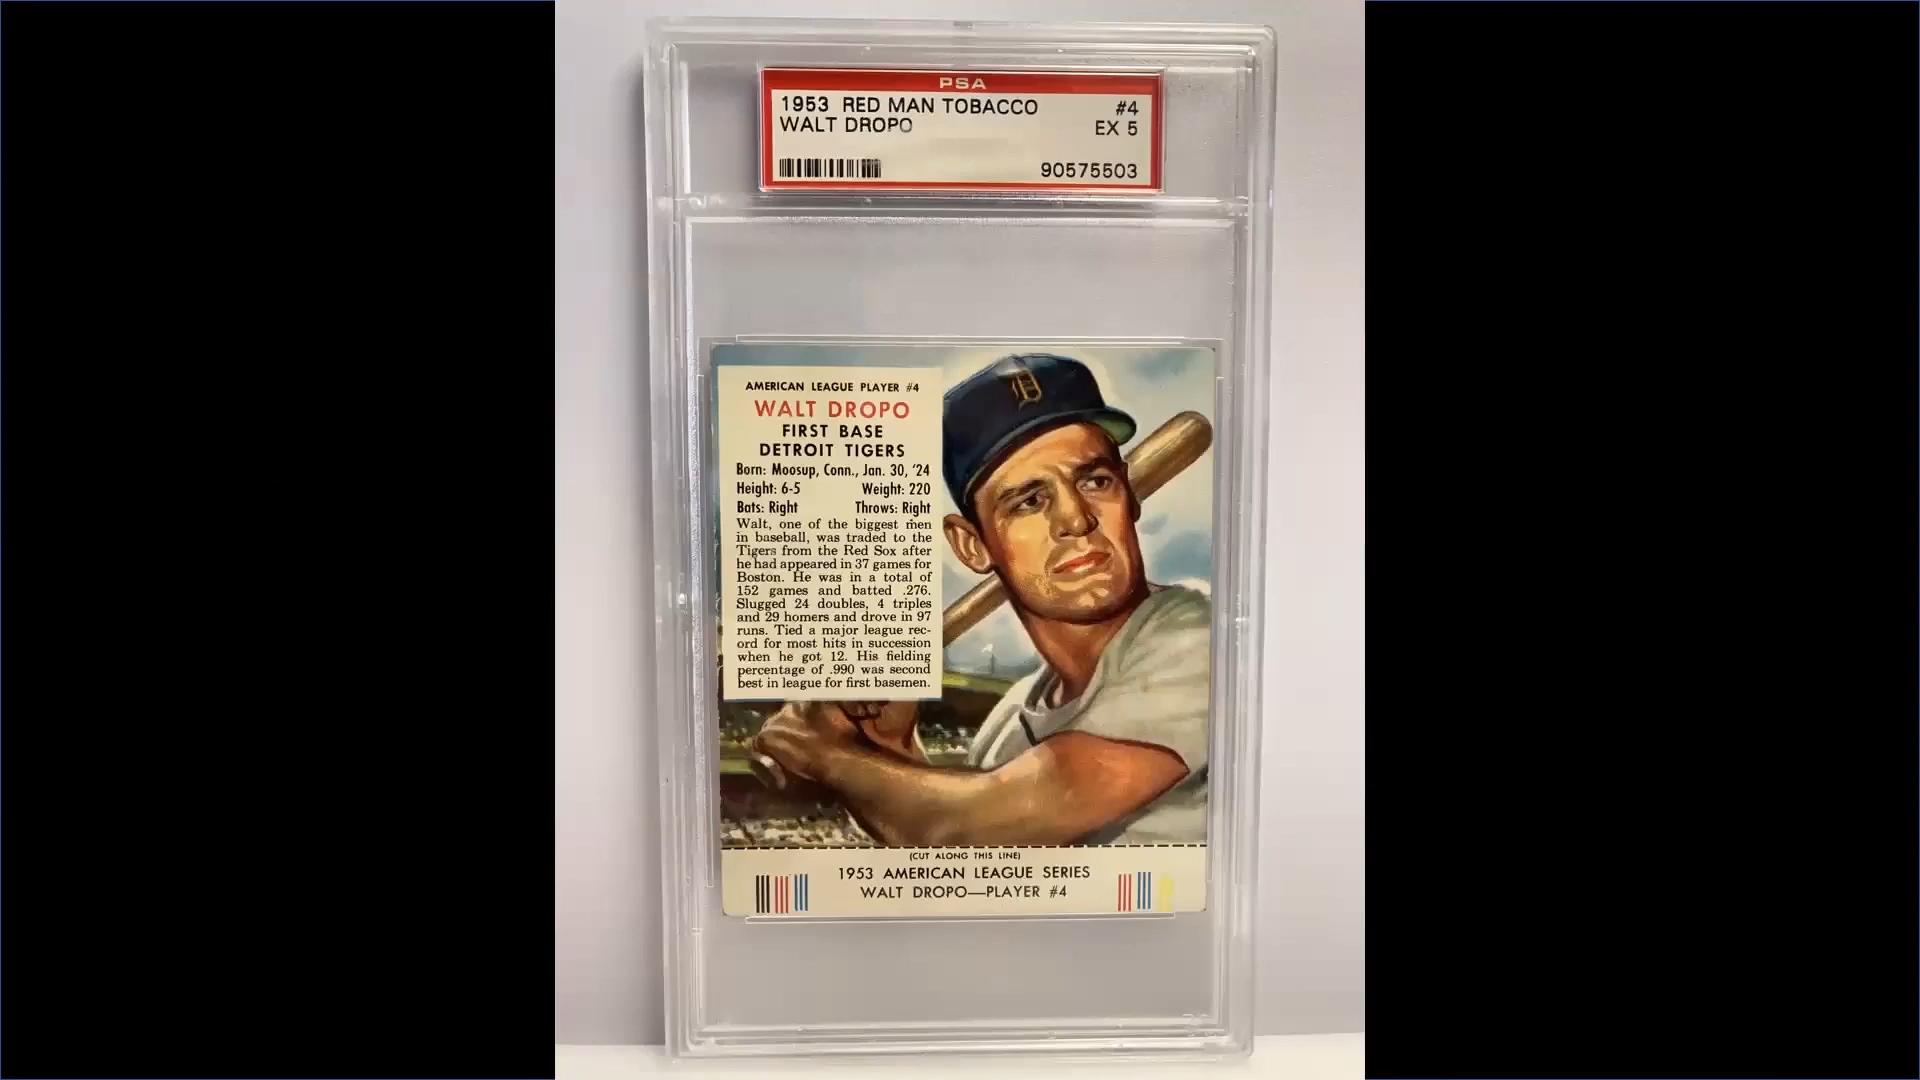 PSA
1953 RED MAN TOBACCO #4
WALT DROPO EX 5
90575503
AMERICAN LEAGUE PLAYER #4
WALT DROPO
FIRST BASE
DETROIT TIGERS
Born: Moosup, Conn., Jan. 30, '24
Height: 6-5 Weight: 220
Bats: Right Throws: Right
Walt, one of the biggest men
in baseball, was traded to the
Tigers from the Red Sox after
he had appeared in 37 games for
Boston. He was in a total of
152 games and batted .276.
Slugged 24 doubles, 4 triples
and 29 homers and drove in 97
runs. Tied a major league rec-
ord for most hits in succession
when he got 12. His fielding
percentage of .990 was second
best in league for first basemen.
D
(CUT ALONG THIS LINE)
1953 AMERICAN LEAGUE SERIES
WALT DROPO—PLAYER #4